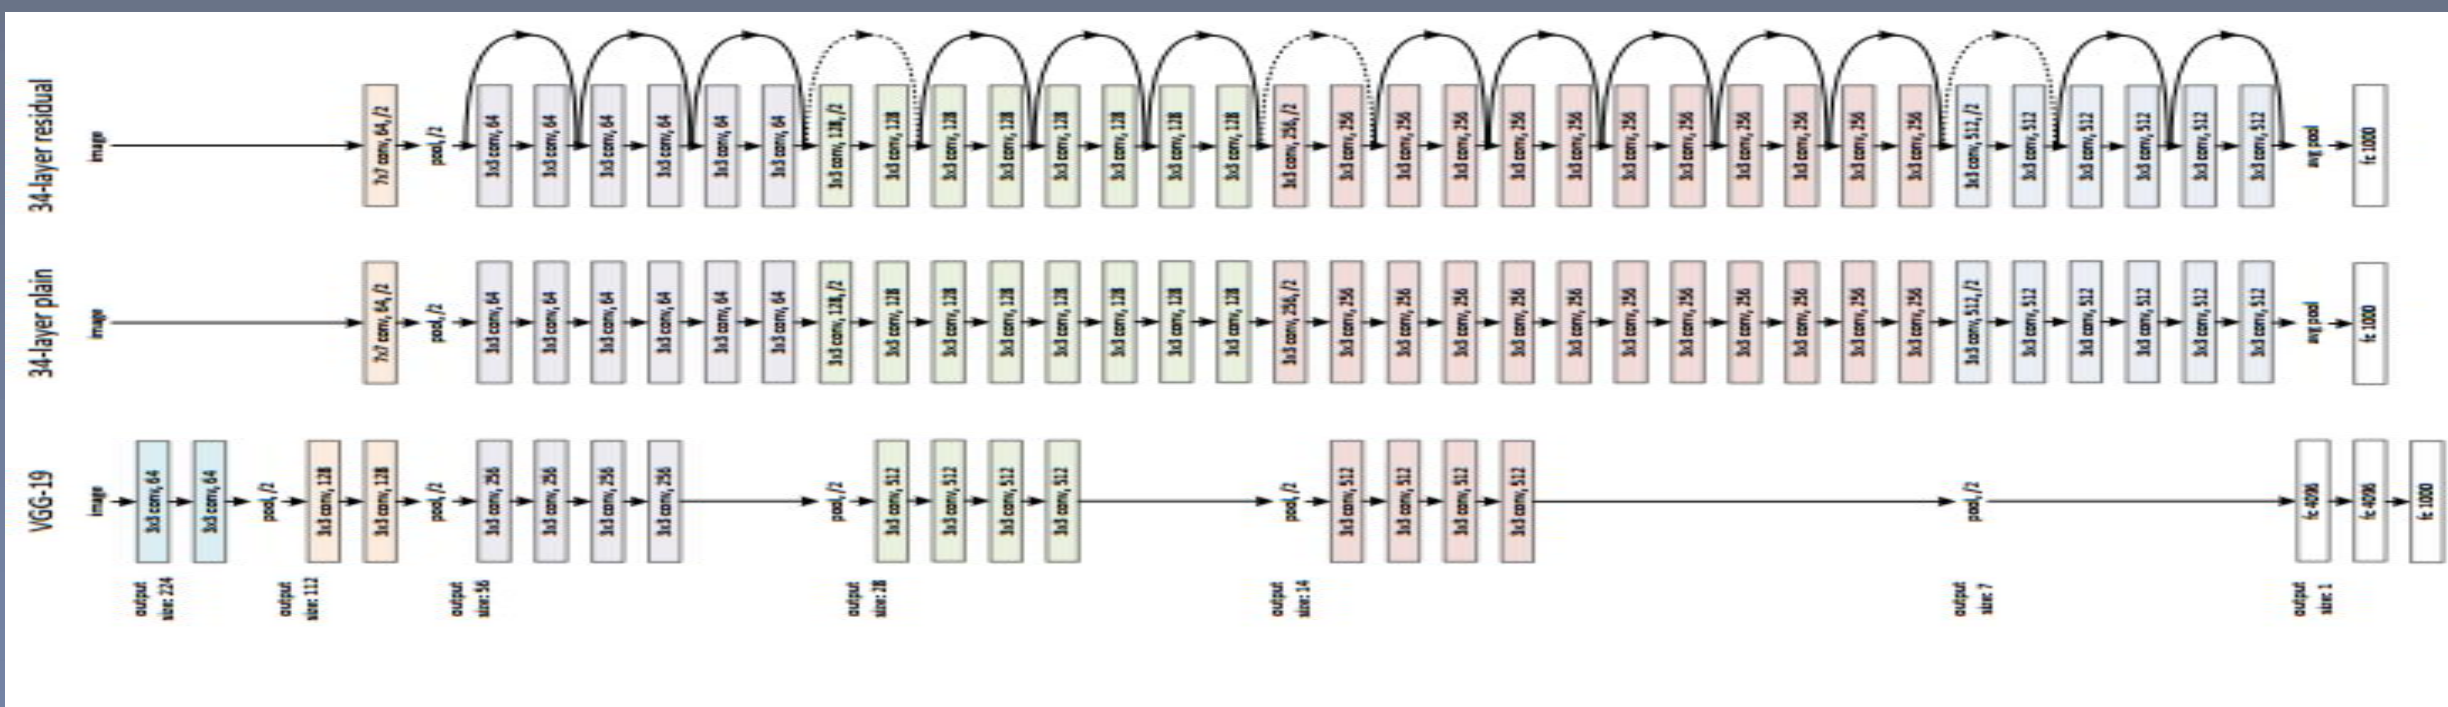 34-layer residual
image
7x7 conv, 64, /2
pool, /2
3x3 conv, 64
3x3 conv, 64
3x3 conv, 64
3x3 conv, 64
3x3 conv, 64
3x3 conv, 64
3x3 conv, 128, /2
3x3 conv, 128
3x3 conv, 128
3x3 conv, 128
3x3 conv, 128
3x3 conv, 128
3x3 conv, 128
3x3 conv, 128
3x3 conv, 256, /2
3x3 conv, 256
3x3 conv, 256
3x3 conv, 256
3x3 conv, 256
3x3 conv, 256
3x3 conv, 256
3x3 conv, 256
3x3 conv, 256
3x3 conv, 256
3x3 conv, 256
3x3 conv, 256
3x3 conv, 512, /2
3x3 conv, 512
3x3 conv, 512
3x3 conv, 512
3x3 conv, 512
3x3 conv, 512
avg pool
fc 1000
34-layer plain
image
7x7 conv, 64, /2
pool, /2
3x3 conv, 64
3x3 conv, 64
3x3 conv, 64
3x3 conv, 64
3x3 conv, 64
3x3 conv, 64
3x3 conv, 128, /2
3x3 conv, 128
3x3 conv, 128
3x3 conv, 128
3x3 conv, 128
3x3 conv, 128
3x3 conv, 128
3x3 conv, 128
3x3 conv, 256, /2
3x3 conv, 256
3x3 conv, 256
3x3 conv, 256
3x3 conv, 256
3x3 conv, 256
3x3 conv, 256
3x3 conv, 256
3x3 conv, 256
3x3 conv, 256
3x3 conv, 256
3x3 conv, 256
3x3 conv, 512, /2
3x3 conv, 512
3x3 conv, 512
3x3 conv, 512
3x3 conv, 512
3x3 conv, 512
avg pool
fc 1000
VGG-19
image
3x3 conv, 64
3x3 conv, 64
pool, /2
3x3 conv, 128
3x3 conv, 128
pool, /2
3x3 conv, 256
3x3 conv, 256
3x3 conv, 256
3x3 conv, 256
pool, /2
3x3 conv, 512
3x3 conv, 512
3x3 conv, 512
3x3 conv, 512
pool, /2
3x3 conv, 512
3x3 conv, 512
3x3 conv, 512
3x3 conv, 512
pool, /2
fc 4096
fc 4096
fc 1000
output
size: 224
output
size: 112
output
size: 56
output
size: 28
output
size: 14
output
size: 7
output
size: 1